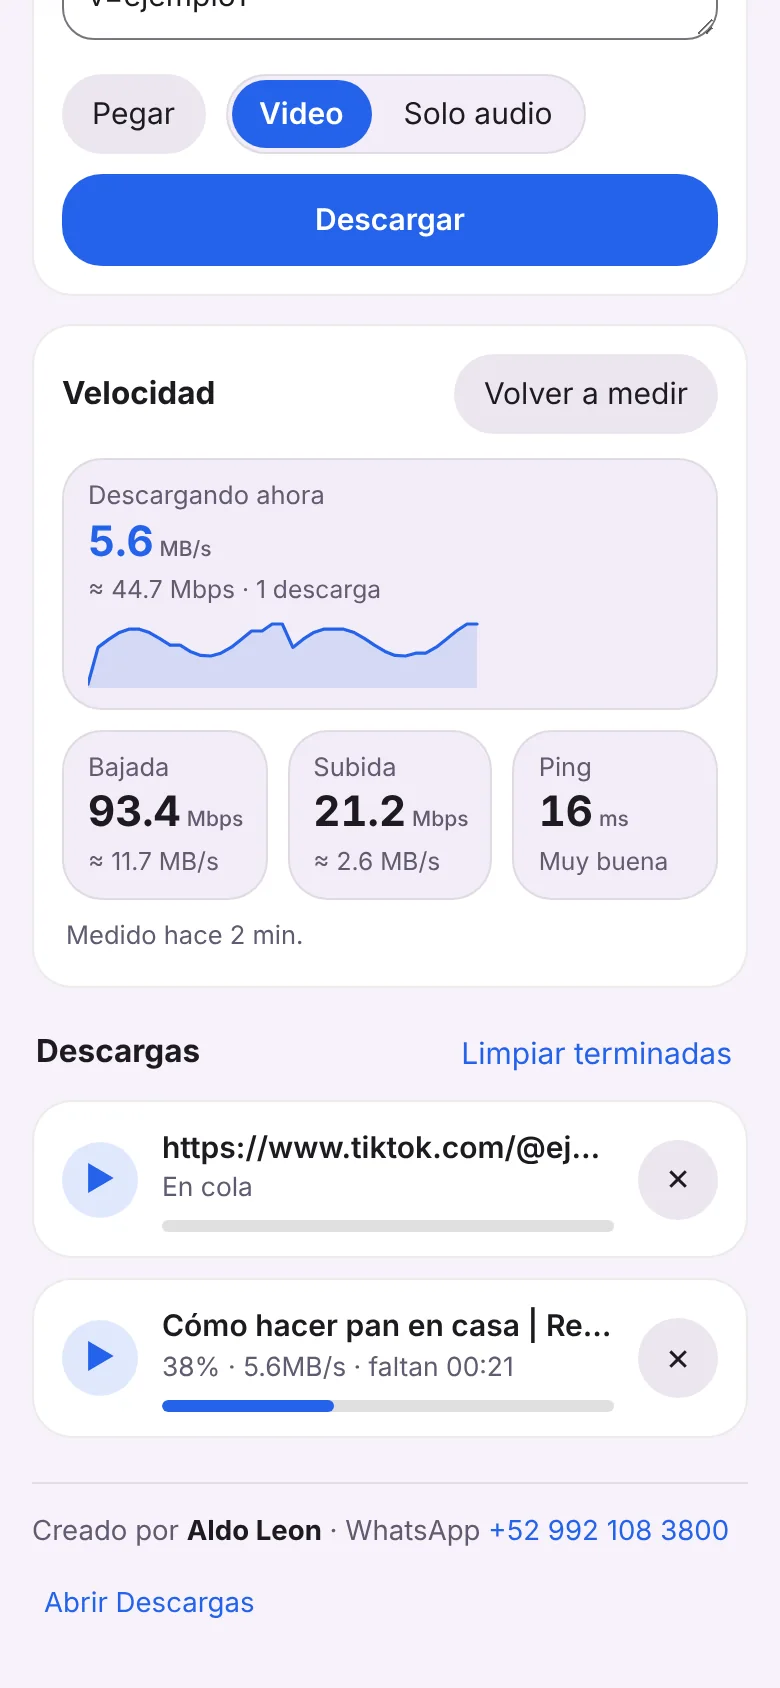 v=ejemplo1
Pegar
Video
Solo audio
Descargar
Velocidad
Volver a medir
Descargando ahora
5.6 MB/s
≈ 44.7 Mbps · 1 descarga
Bajada
93.4 Mbps
≈ 11.7 MB/s
Subida
21.2 Mbps
≈ 2.6 MB/s
Ping
16 ms
Muy buena
Medido hace 2 min.
Descargas
Limpiar terminadas
https://www.tiktok.com/@ej...
En cola
Cómo hacer pan en casa | Re...
38% · 5.6MB/s · faltan 00:21
Creado por Aldo Leon · WhatsApp +52 992 108 3800
Abrir Descargas